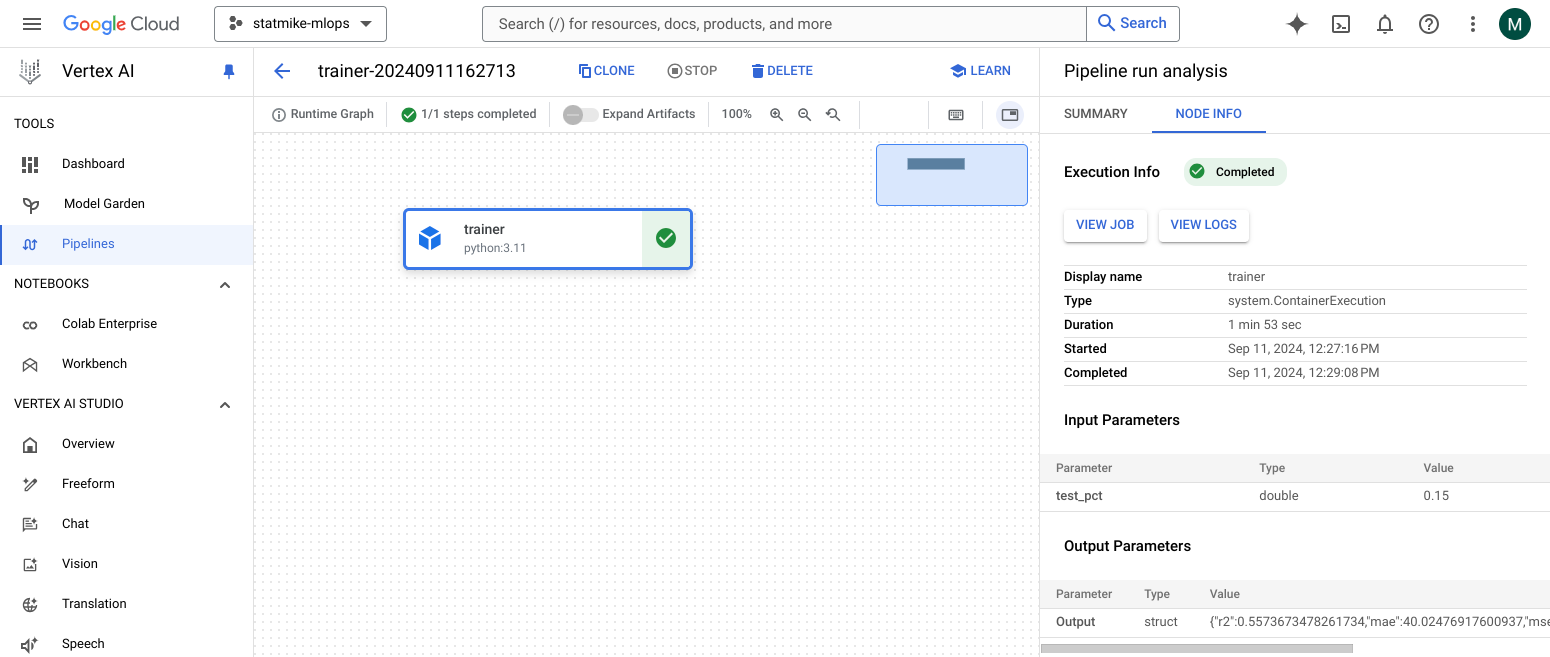 Google Cloud
statmike-mlops
Search (/) for resources, docs, products, and more
Search
M
Vertex AI
TOOLS
Dashboard
Model Garden
Pipelines
NOTEBOOKS
Colab Enterprise
Workbench
VERTEX AI STUDIO
Overview
Freeform
Chat
Vision
Translation
Speech
trainer-20240911162713
CLONE
STOP
DELETE
LEARN
Runtime Graph
1/1 steps completed
Expand Artifacts
100%
trainer
python:3.11
Pipeline run analysis
SUMMARY
NODE INFO
Execution Info
Completed
VIEW JOB
VIEW LOGS
Display name trainer
Type system.ContainerExecution
Duration 1 min 53 sec
Started Sep 11, 2024, 12:27:16 PM
Completed Sep 11, 2024, 12:29:08 PM
Input Parameters
Parameter Type Value
test_pct double 0.15
Output Parameters
Parameter Type Value
Output struct {"r2":0.5573673478261734,"mae":40.02476917600937,"mse